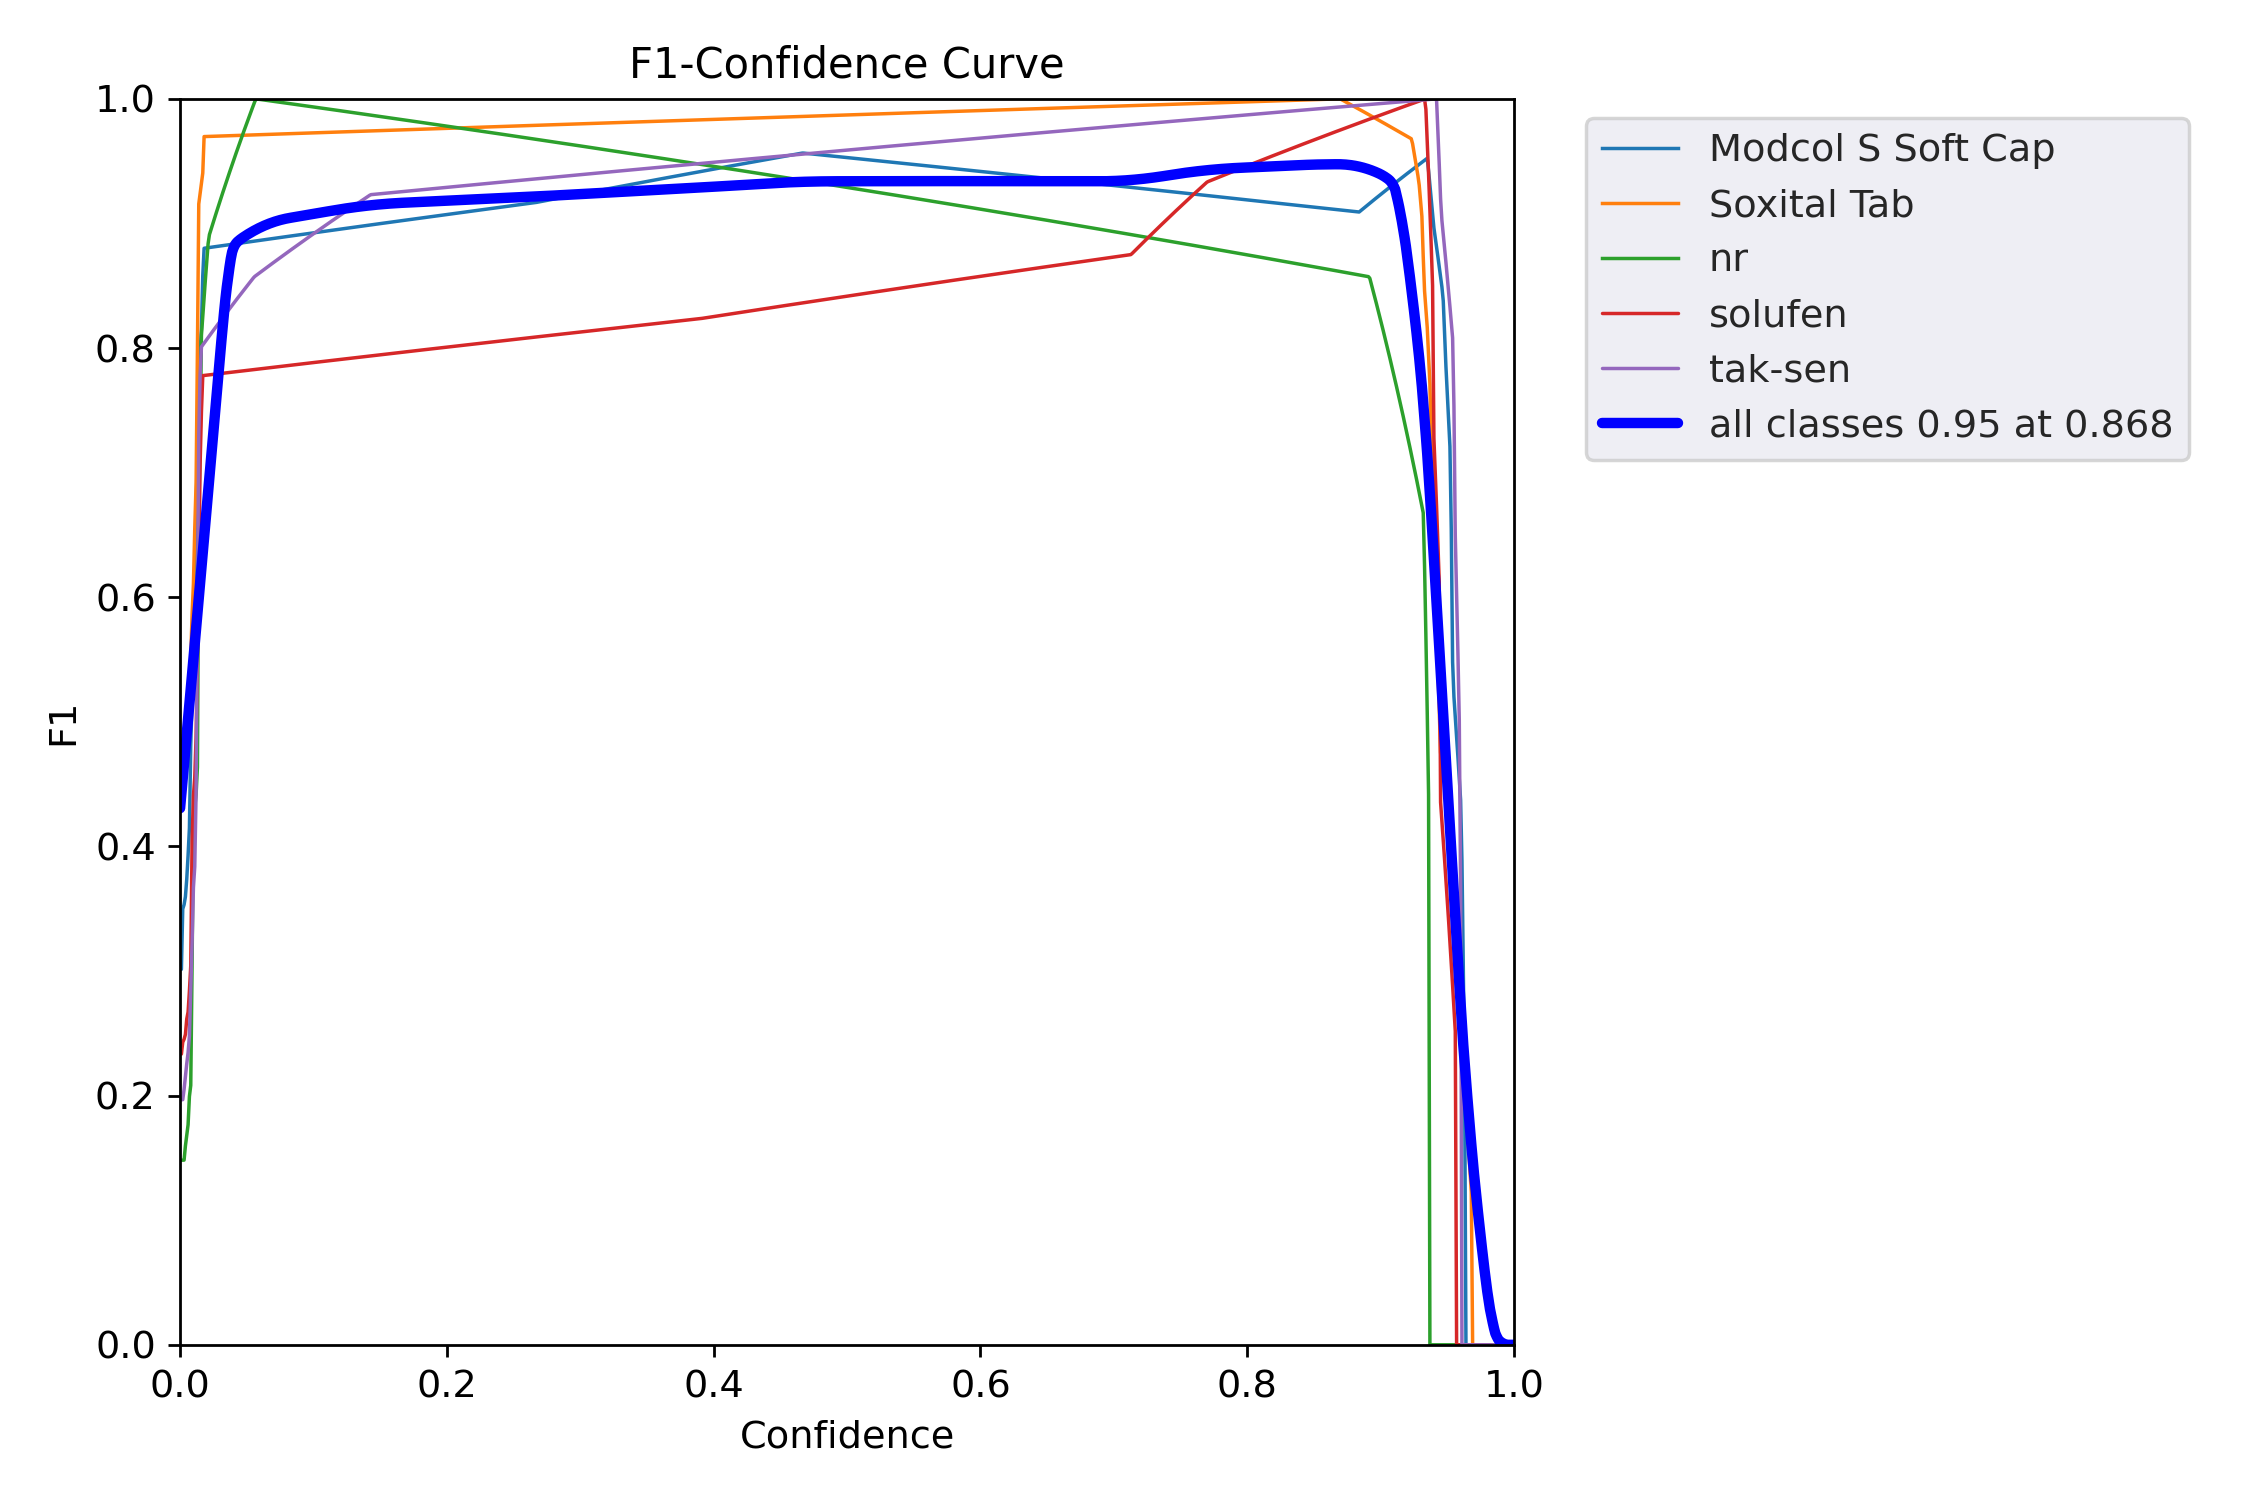 F1-Confidence Curve
1.0
0.8
0.6
0.4
0.2
0.0
F1
0.0 0.2 0.4 0.6 0.8 1.0
Confidence
Modcol S Soft Cap
Soxital Tab
nr
solufen
tak-sen
all classes 0.95 at 0.868